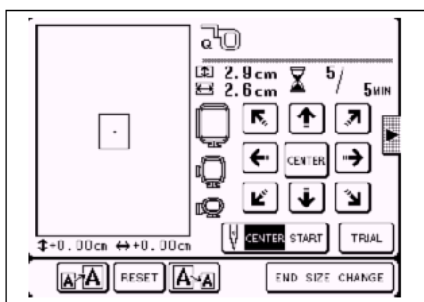 Q
2.9cm 5/
2.6cm 5MIN
CENTER
↕+0.00cm ↔+0.00cm
CENTER START TRIAL
A A RESET A A END SIZE CHANGE